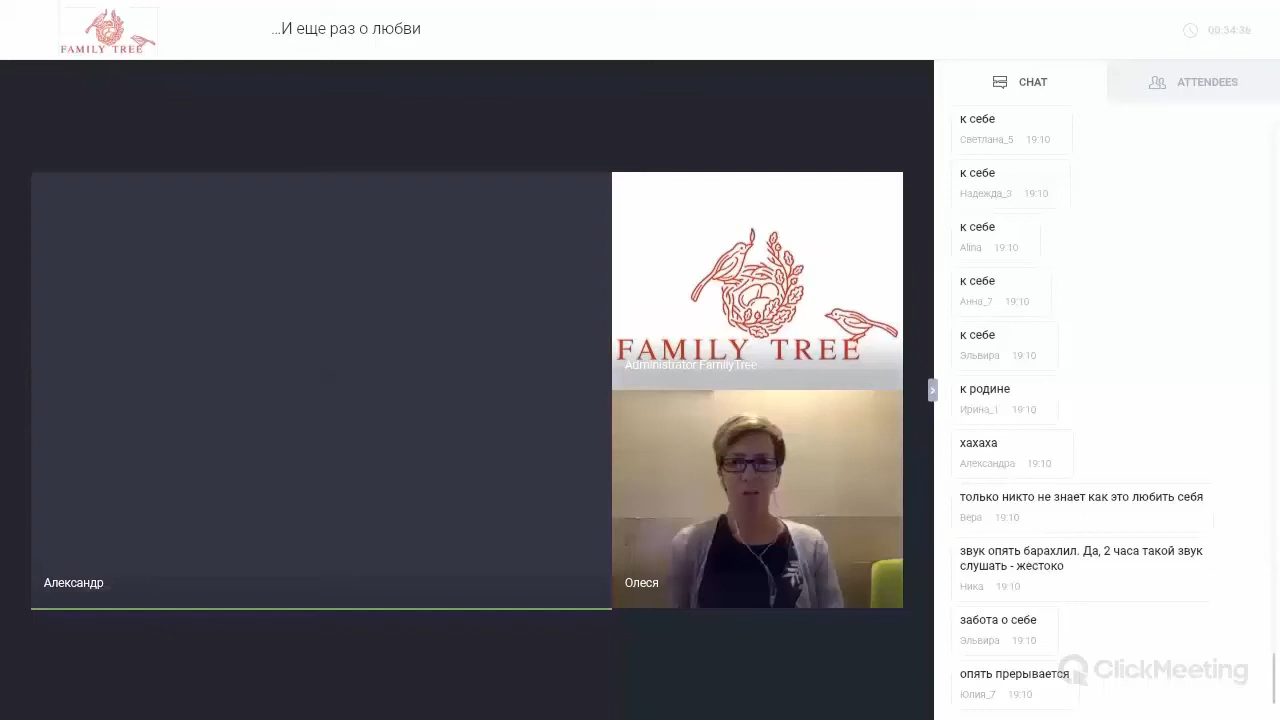 FAMILY TREE
...И еще раз о любви
00:34:36
CHAT
ATTENDEES
FAMILY TREE
Administrator FamilyTree
Александр
Олеся
к себе
Светлана_5 19:10
к себе
Надежда_3 19:10
к себе
Alina 19:10
к себе
Анна_7 19:10
к себе
Эльвира 19:10
к родине
Ирина_1 19:10
хахаха
Александра 19:10
только никто не знает как это любить себя
Вера 19:10
звук опять барахлил. Да, 2 часа такой звук
слушать - жестоко
Ника 19:10
забота о себе
Эльвира 19:10
опять прерывается
Юлия_7 19:10
ClickMeeting